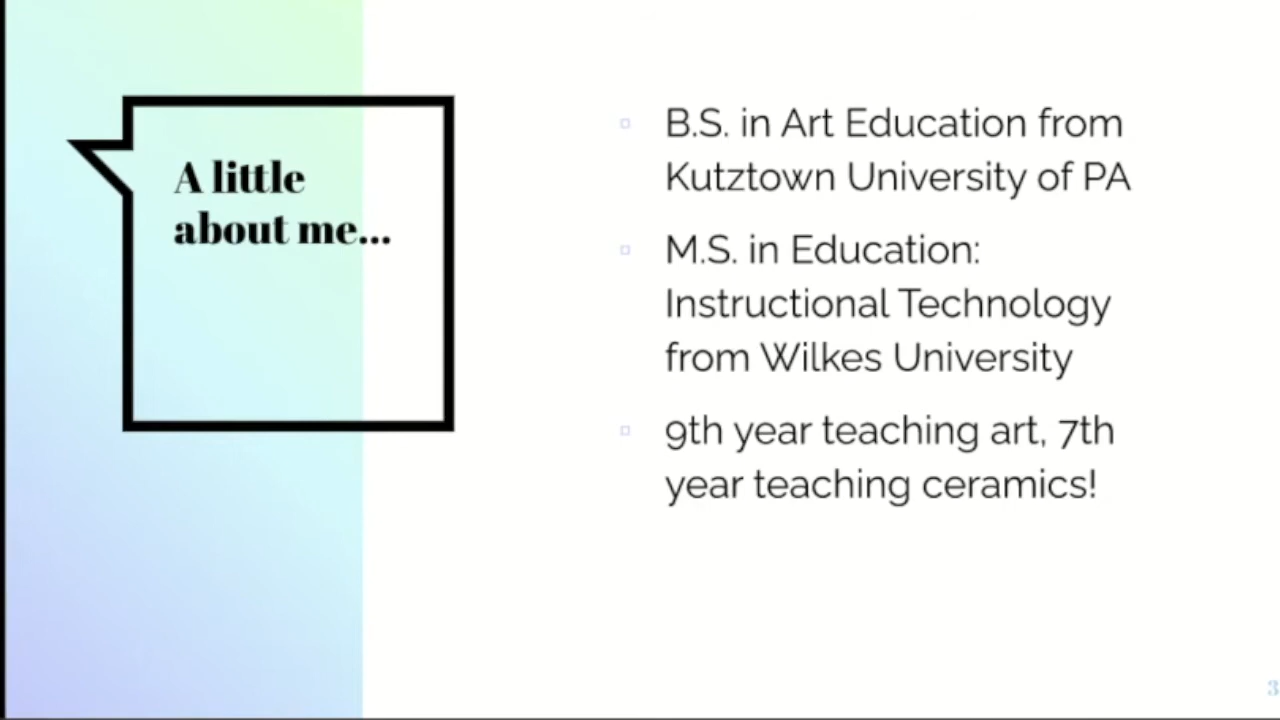 A little
about me...
B.S. in Art Education from
Kutztown University of PA
M.S. in Education:
Instructional Technology
from Wilkes University
9th year teaching art, 7th
year teaching ceramics!
3